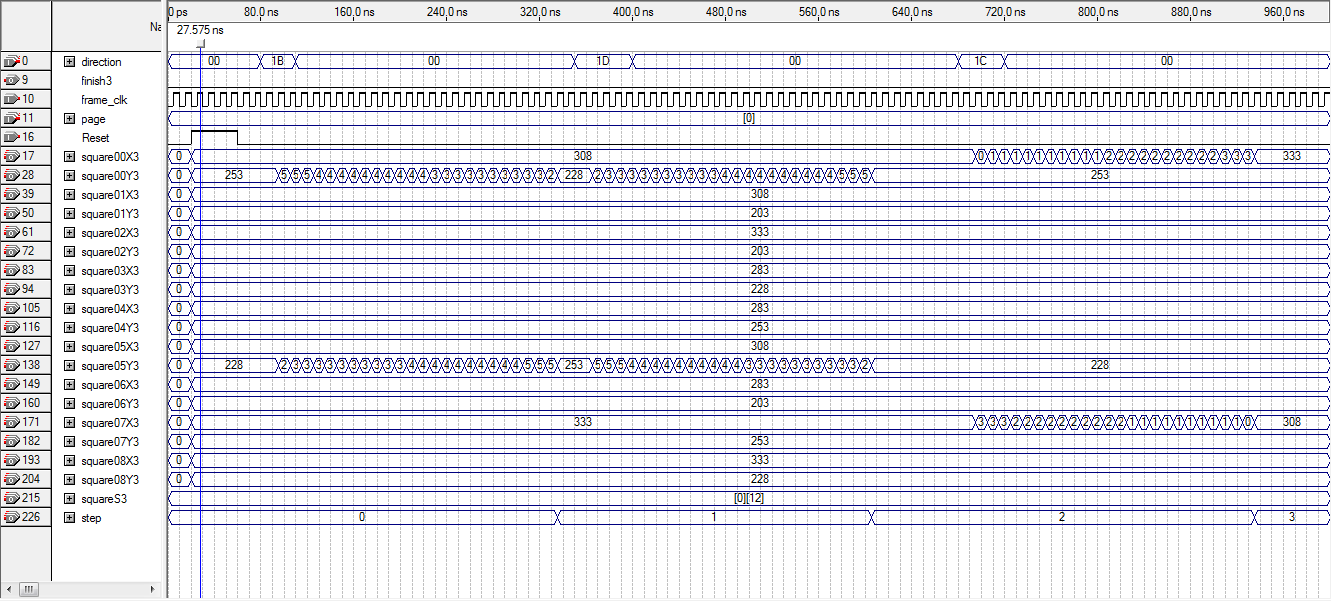 Na
0 ps 80.0 ns 160.0 ns 240.0 ns 320.0 ns 400.0 ns 480.0 ns 560.0 ns 640.0 ns 720.0 ns 800.0 ns 880.0 ns 960.0 ns
27.575 ns
0 direction 00 1B 00 1D 00 1C 00
9 finish3
10 frame_clk
11 page [0]
16 Reset
17 square00X3 0 308 333
28 square00Y3 0 253 228 253
39 square01X3 0 308
50 square01Y3 0 203
61 square02X3 0 333
72 square02Y3 0 203
83 square03X3 0 283
94 square03Y3 0 228
105 square04X3 0 283
116 square04Y3 0 253
127 square05X3 0 308
138 square05Y3 0 228 253 228
149 square06X3 0 283
160 square06Y3 0 203
171 square07X3 0 333 308
182 square07Y3 0 253
193 square08X3 0 333
204 square08Y3 0 228
215 squareS3 [0][12]
226 step 0 1 2 3